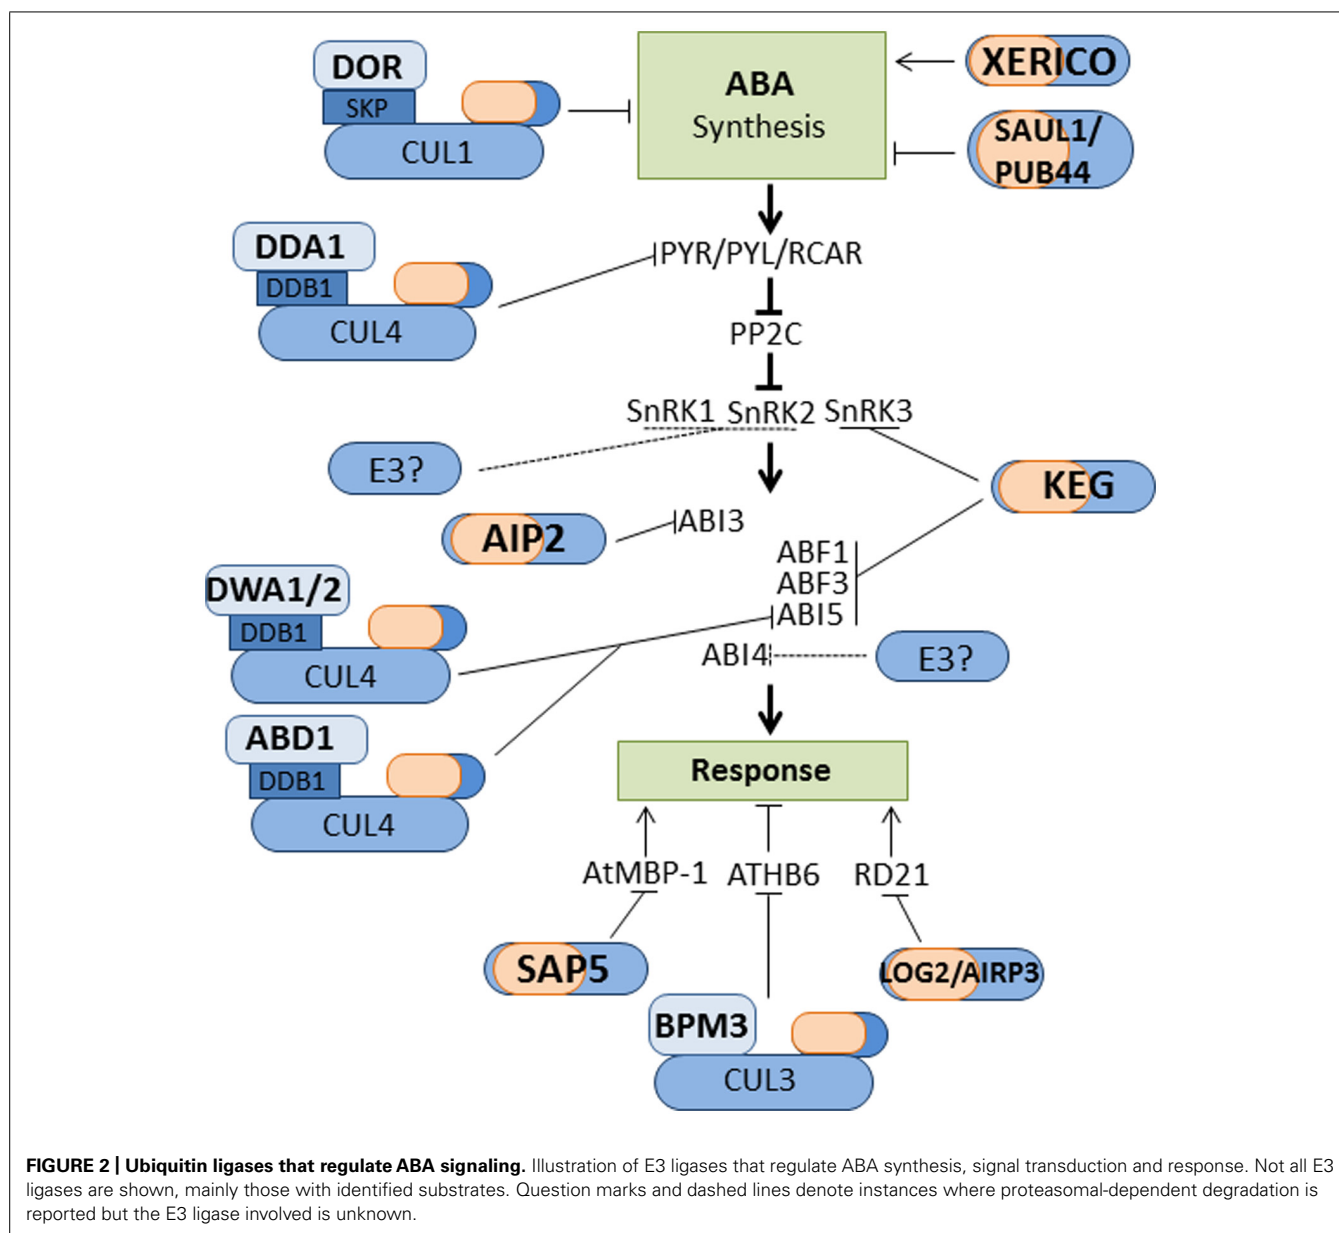 DOR
SKP
CUL1
ABA
Synthesis
XERICO
SAUL1/
PUB44
DDA1
DDB1
CUL4
PYR/PYL/RCAR
PP2C
SnRK1 SnRK2 SnRK3
E3?
KEG
AIP2
ABI3
ABF1
ABF3
ABI5
DWA1/2
DDB1
CUL4
ABI4
E3?
ABD1
DDB1
CUL4
Response
AtMBP-1 ATHB6 RD21
SAP5
LOG2/AIRP3
BPM3
CUL3
FIGURE 2 | Ubiquitin ligases that regulate ABA signaling. Illustration of E3 ligases that regulate ABA synthesis, signal transduction and response. Not all E3
ligases are shown, mainly those with identified substrates. Question marks and dashed lines denote instances where proteasomal-dependent degradation is
reported but the E3 ligase involved is unknown.